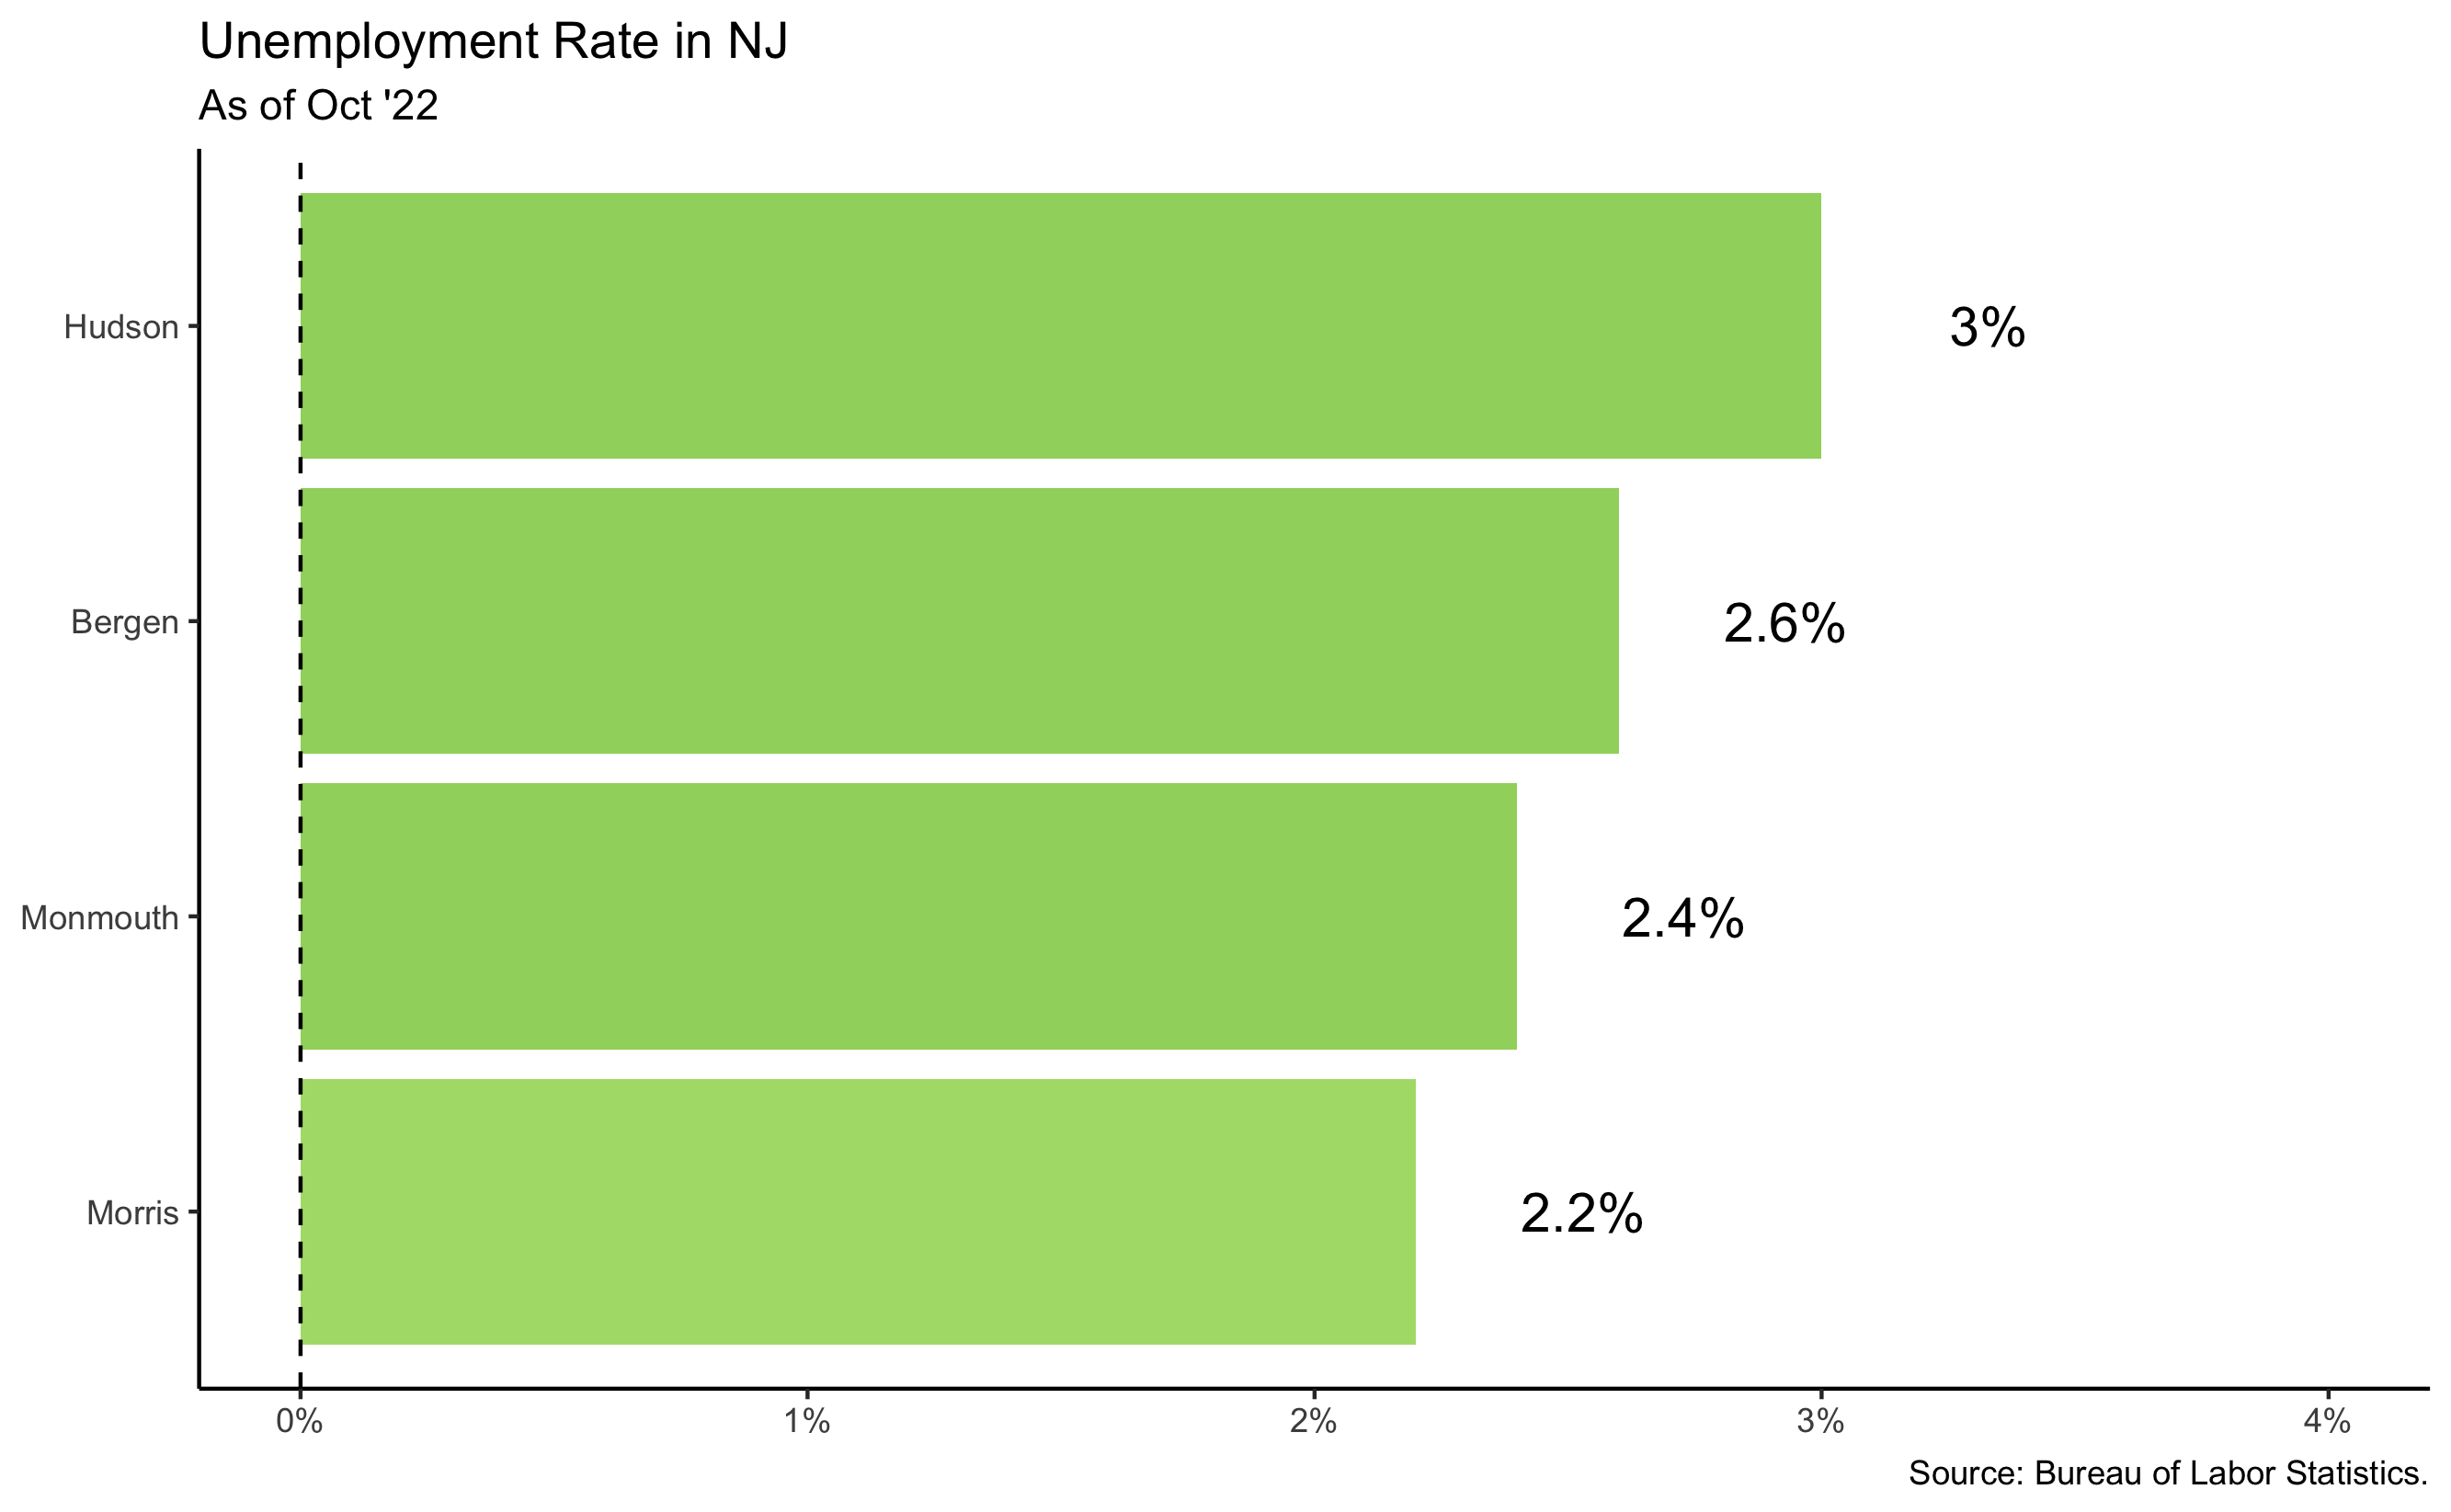 Unemployment Rate in NJ
As of Oct '22
Hudson
3%
Bergen
2.6%
Monmouth
2.4%
Morris
2.2%
0% 1% 2% 3% 4%
Source: Bureau of Labor Statistics.